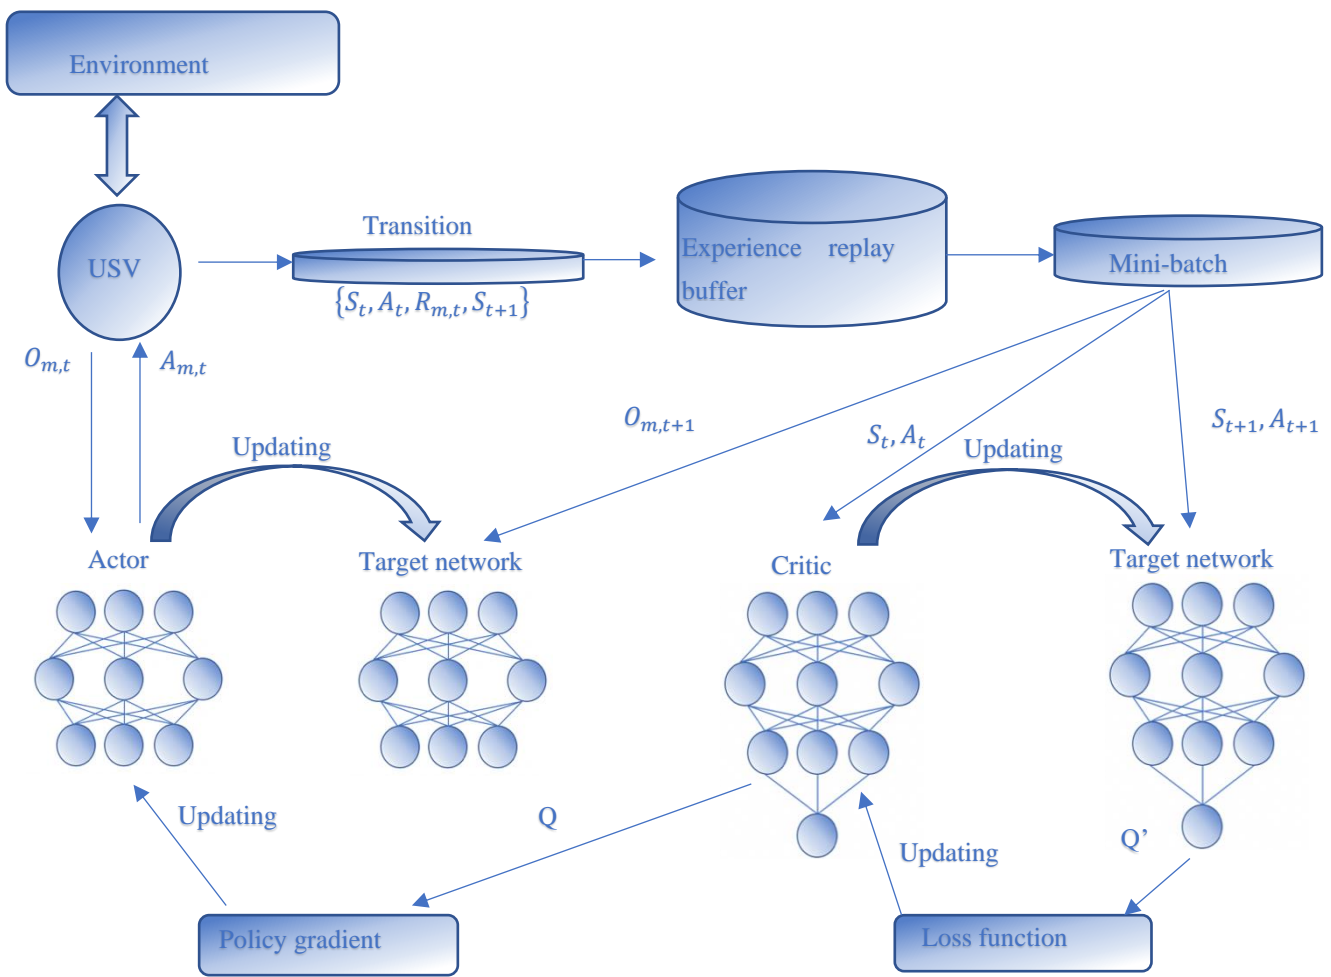 Environment
USV
Transition
{S_t, A_t, R_{m,t}, S_{t+1}}
Experience replay
buffer
Mini-batch
O_{m,t}
A_{m,t}
Updating
O_{m,t+1}
S_t, A_t
Updating
S_{t+1}, A_{t+1}
Actor
Target network
Critic
Target network
Updating
Q
Updating
Q’
Policy gradient
Loss function